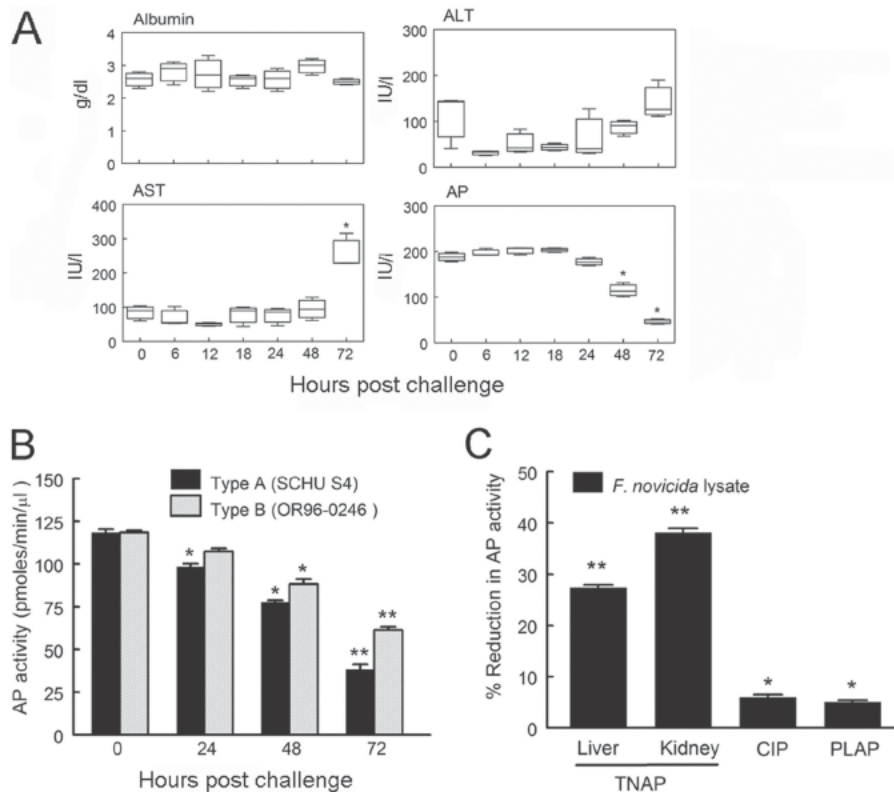 A
Albumin
g/dl
4
3
2
1
0
ALT
IU/l
300
200
100
0
AST
IU/l
400
300
200
100
0
*
0 6 12 18 24 48 72
AP
IU/l
300
200
100
0
*
*
0 6 12 18 24 48 72
Hours post challenge
B
AP activity (pmoles/min/µl)
150
125
100
75
50
25
0
Type A (SCHU S4)
Type B (OR96-0246 )
*
* *
** **
0 24 48 72
Hours post challenge
C
% Reduction in AP activity
50
40
30
20
10
0
F. novicida lysate
**
**
*
*
Liver Kidney CIP PLAP
TNAP